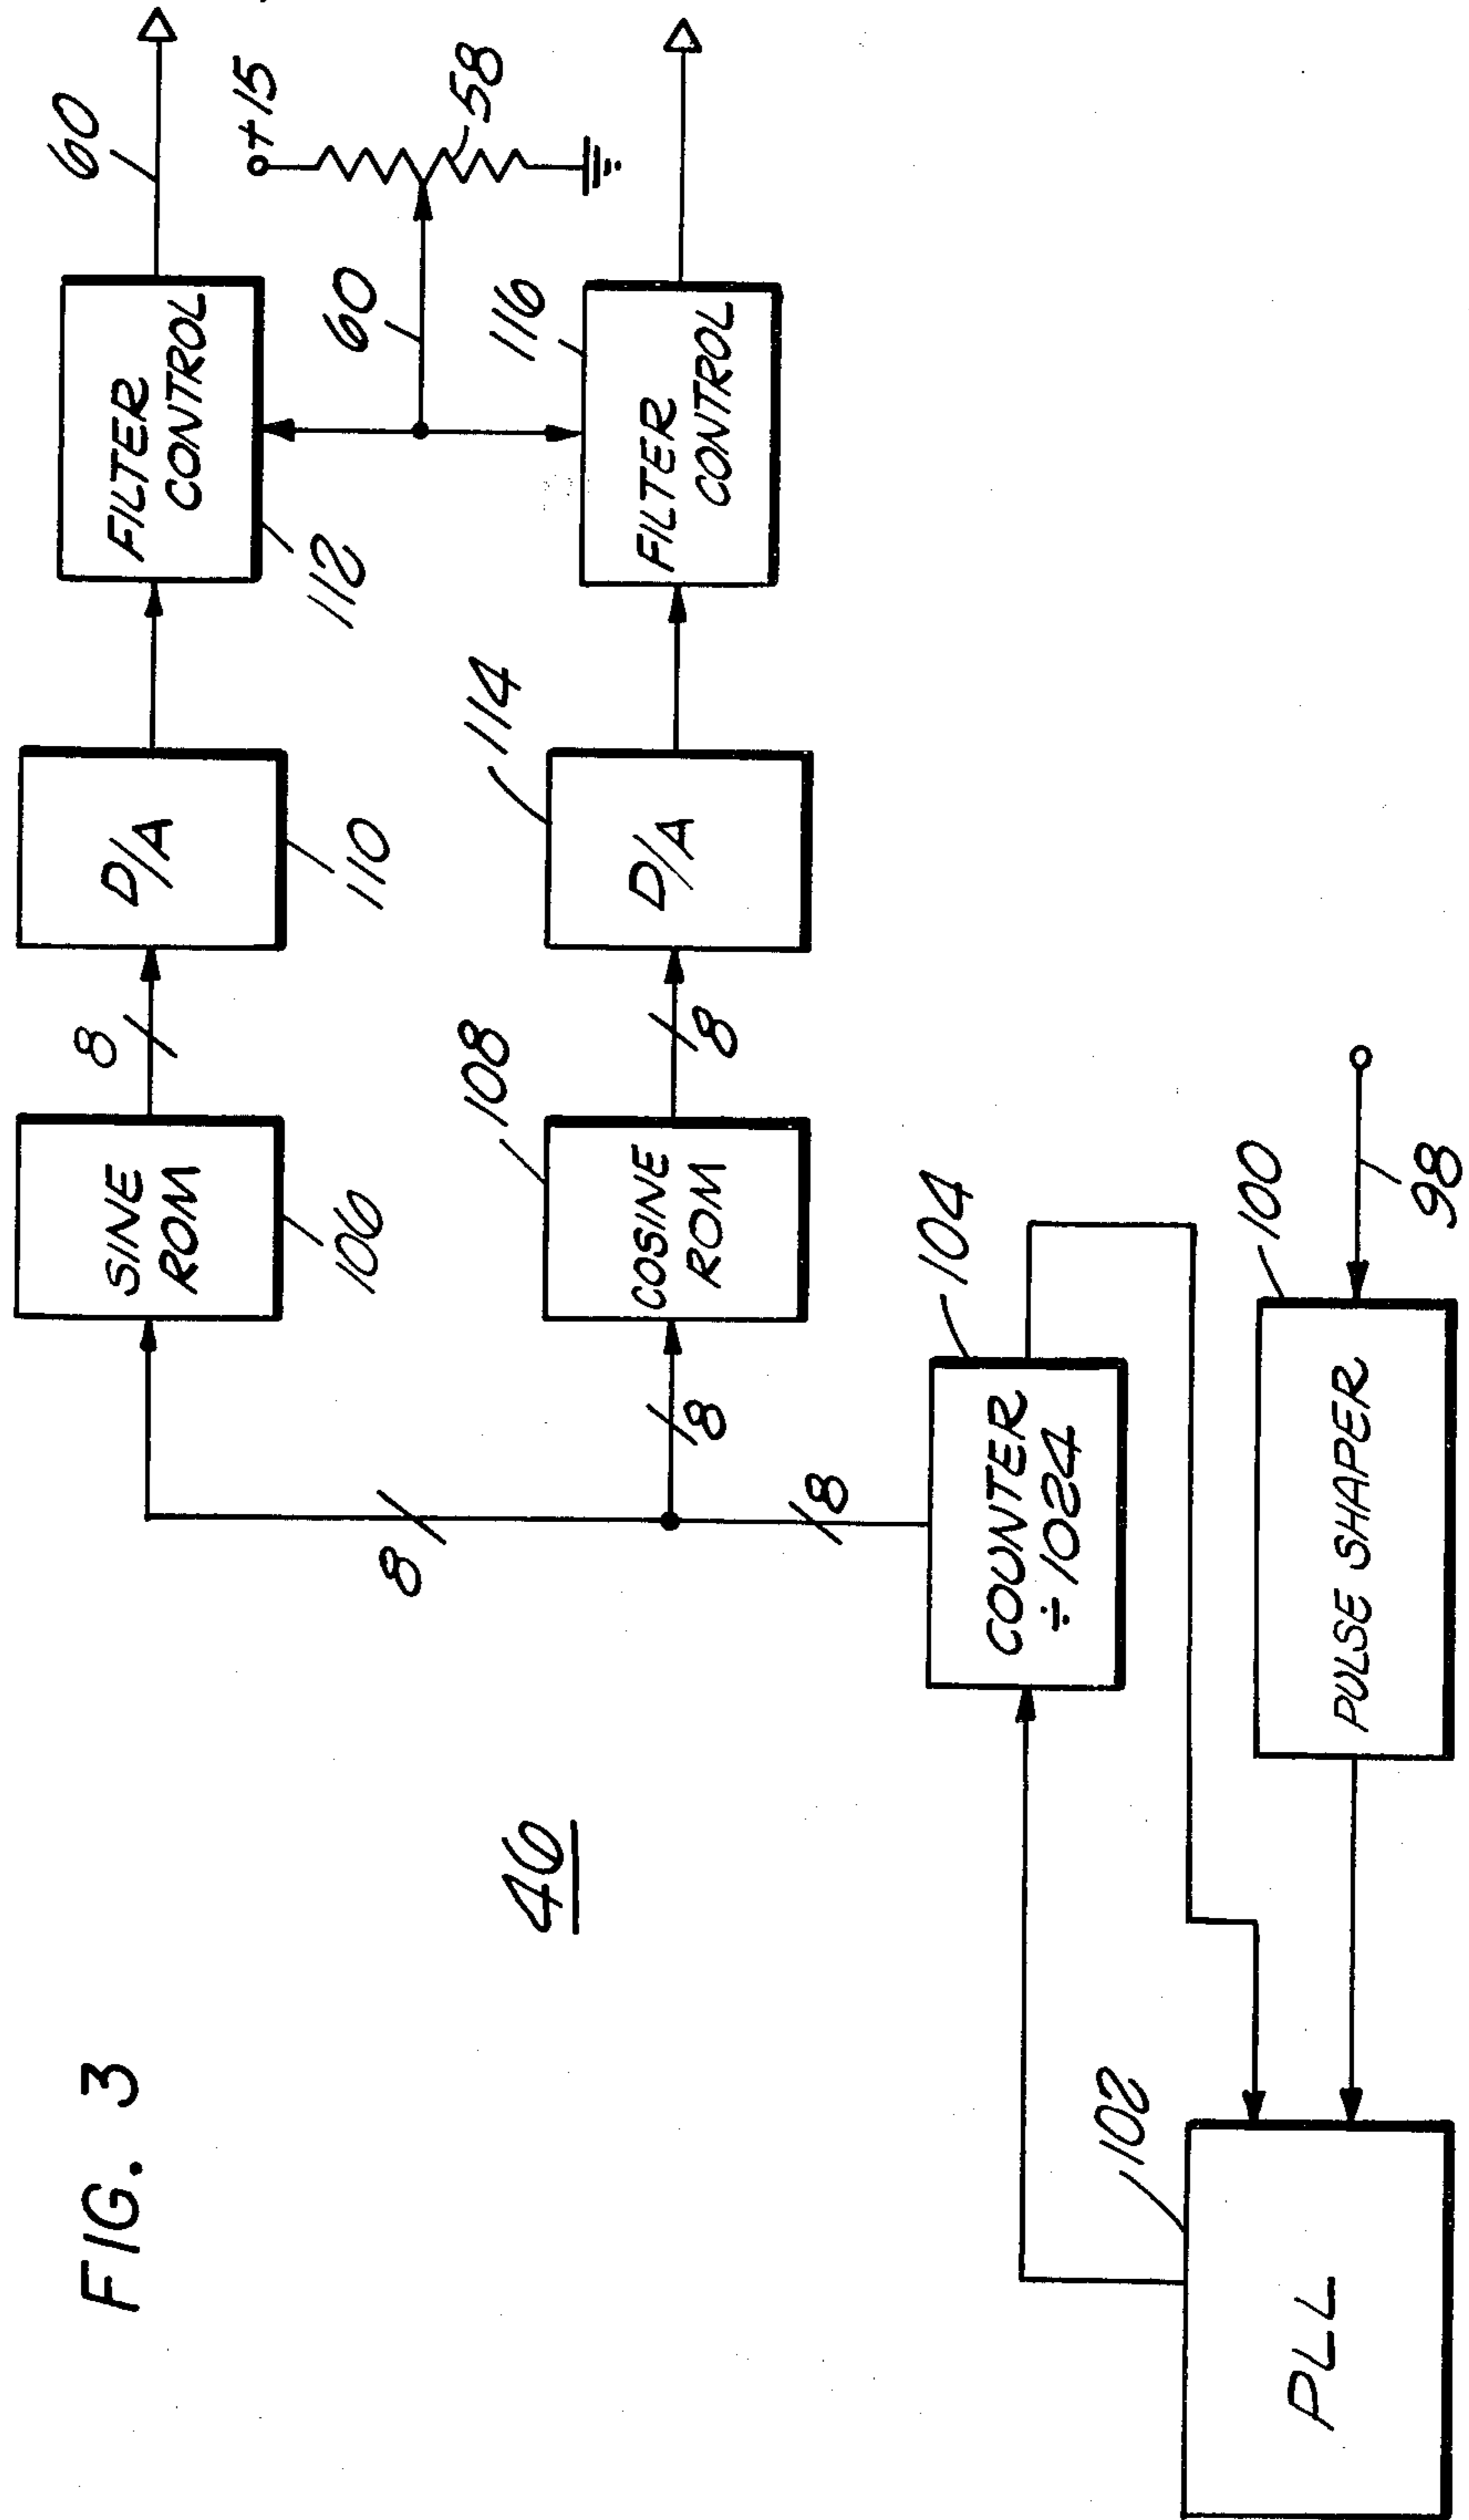 FIG. 3
SINE
ROM
8
D/A
FILTER
CONTROL
60
106
110
112
+15
8
60
58
46
108
114
116
8
COSINE
ROM
8
D/A
FILTER
CONTROL
8
104
COUNTER
÷1024
102
100
PLL
PULSE SHAPER
98